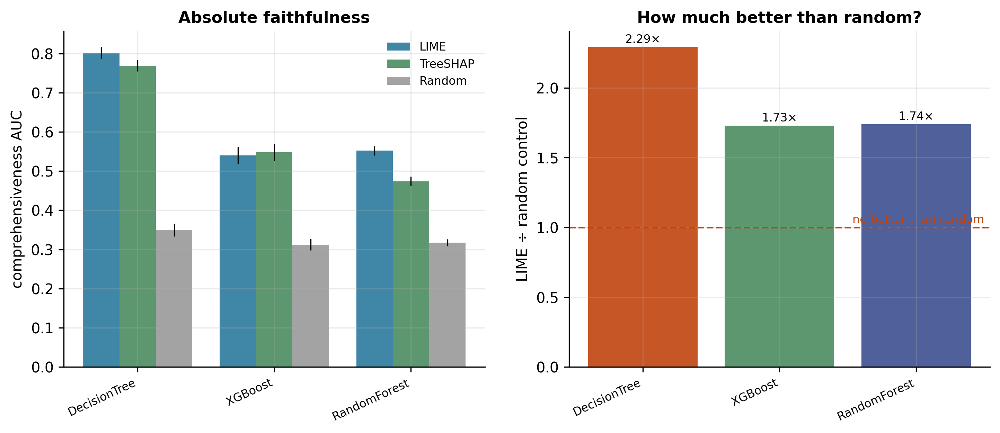 Absolute faithfulness
comprehensiveness AUC
0.8
0.7
0.6
0.5
0.4
0.3
0.2
0.1
0.0
LIME
TreeSHAP
Random
DecisionTree
XGBoost
RandomForest
How much better than random?
LIME ÷ random control
2.0
1.5
1.0
0.5
0.0
2.29×
1.73×
1.74×
no better than random
DecisionTree
XGBoost
RandomForest